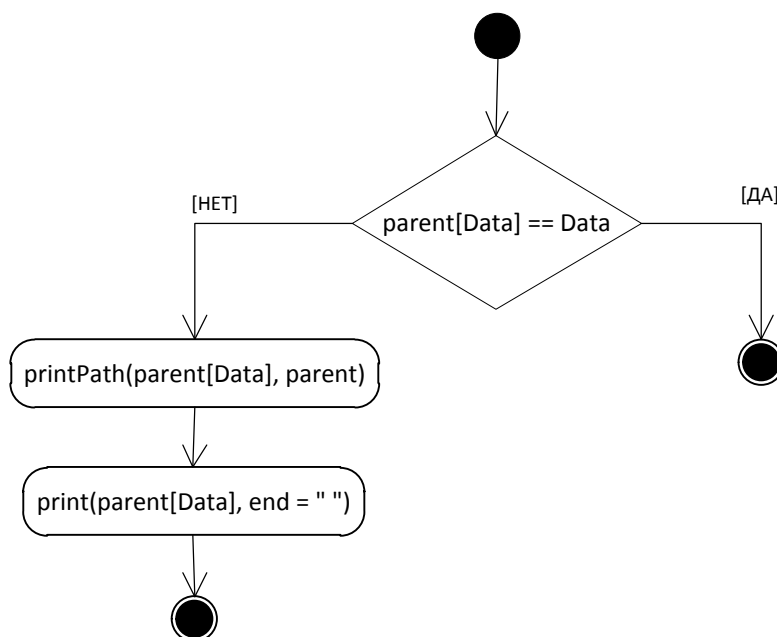 [НЕТ]
[ДА]
parent[Data] == Data
printPath(parent[Data], parent)
print(parent[Data], end = " ")